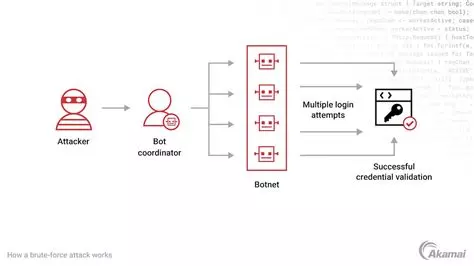 Attacker
Bot
coordinator
Botnet
Multiple login
attempts
Successful
credential validation
How a brute-force attack works
Akamai